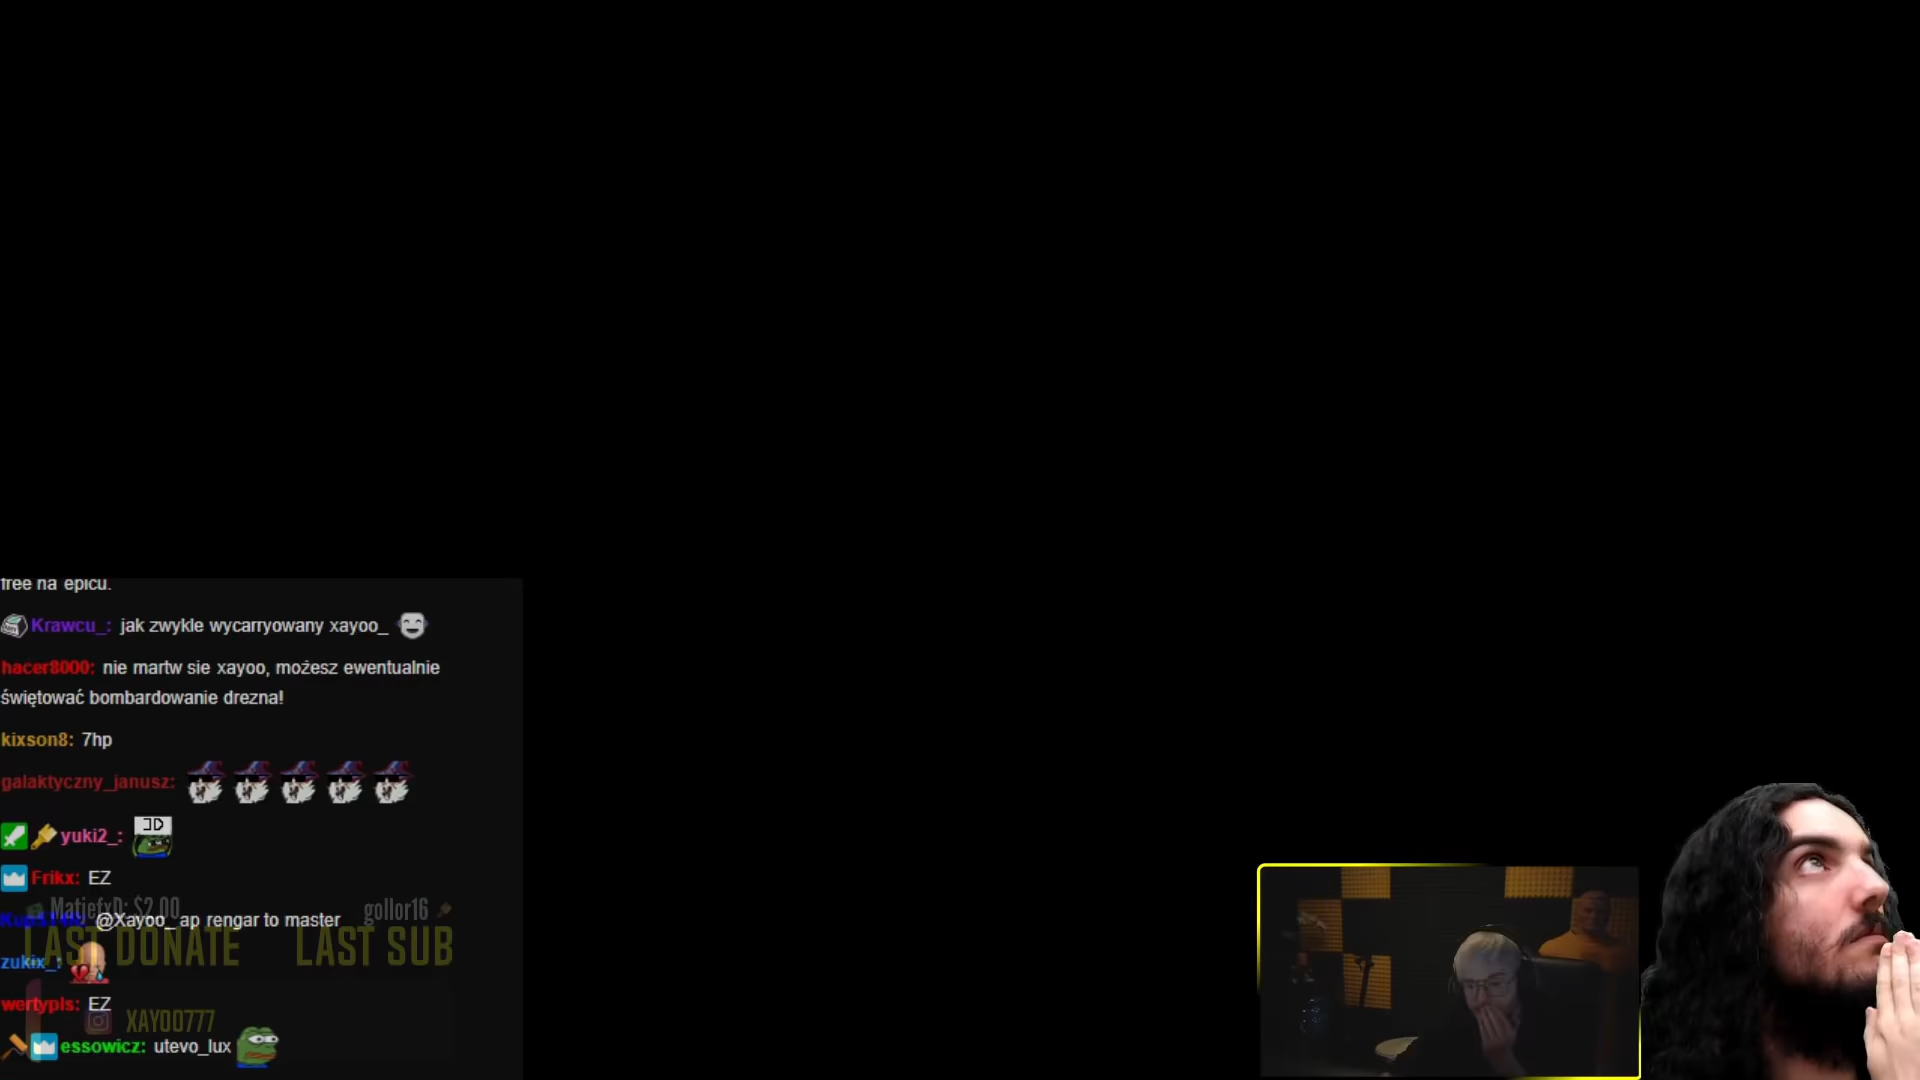 free na epicu.
Krawcu_: jak zwykle wycarryowany xayoo_
hacer8000: nie martw sie xayoo, możesz ewentualnie
świętować bombardowanie drezna!
kixson8: 7hp
galaktyczny_janusz:
yuki2_:
Frikx: EZ
MatjefxD: $2.00 gollor16
@Xayoo_ ap rengar to master
LAST DONATE LAST SUB
zukix_:
wertypls: EZ
XAYOO777
essowicz: utevo_lux